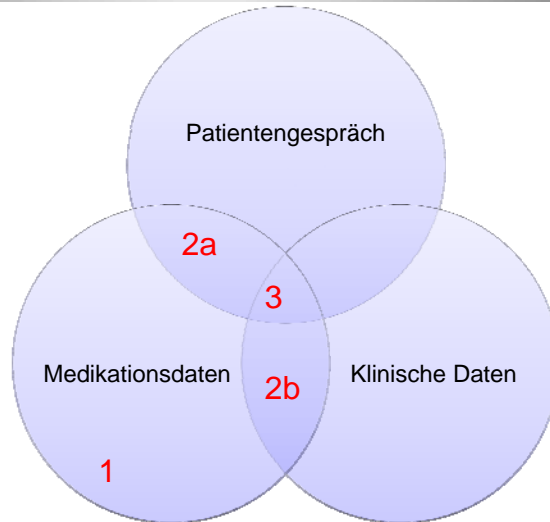 Patientengespräch
2a
3
Medikationsdaten
2b
Klinische Daten
1